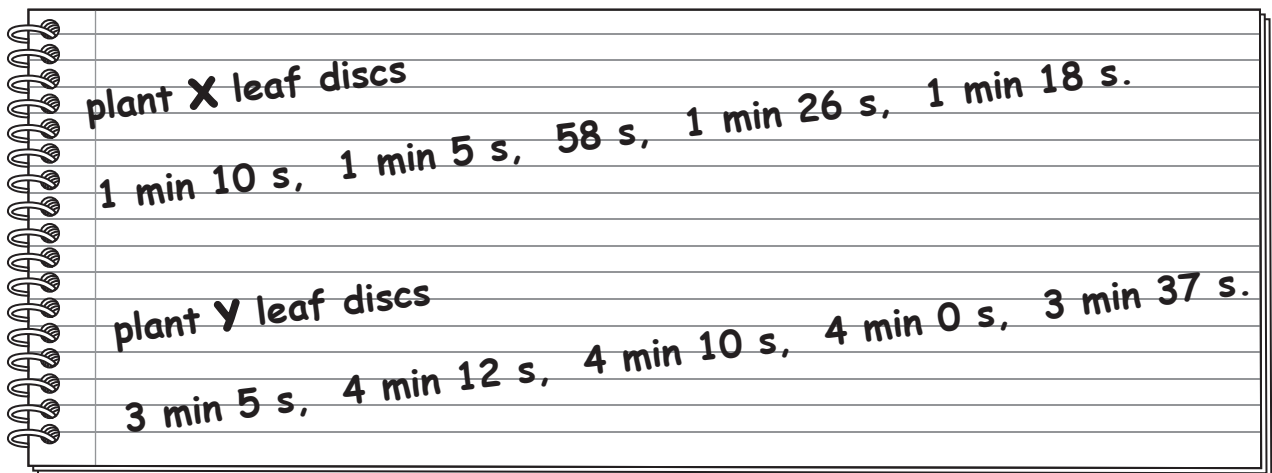 plant X leaf discs
1 min 10 s, 1 min 5 s, 58 s, 1 min 26 s, 1 min 18 s.
plant Y leaf discs
3 min 5 s, 4 min 12 s, 4 min 10 s, 4 min 0 s, 3 min 37 s.